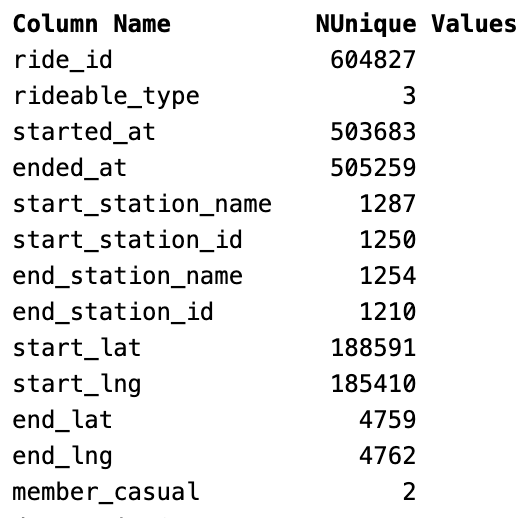 Column Name NUnique Values
ride_id 604827
rideable_type 3
started_at 503683
ended_at 505259
start_station_name 1287
start_station_id 1250
end_station_name 1254
end_station_id 1210
start_lat 188591
start_lng 185410
end_lat 4759
end_lng 4762
member_casual 2